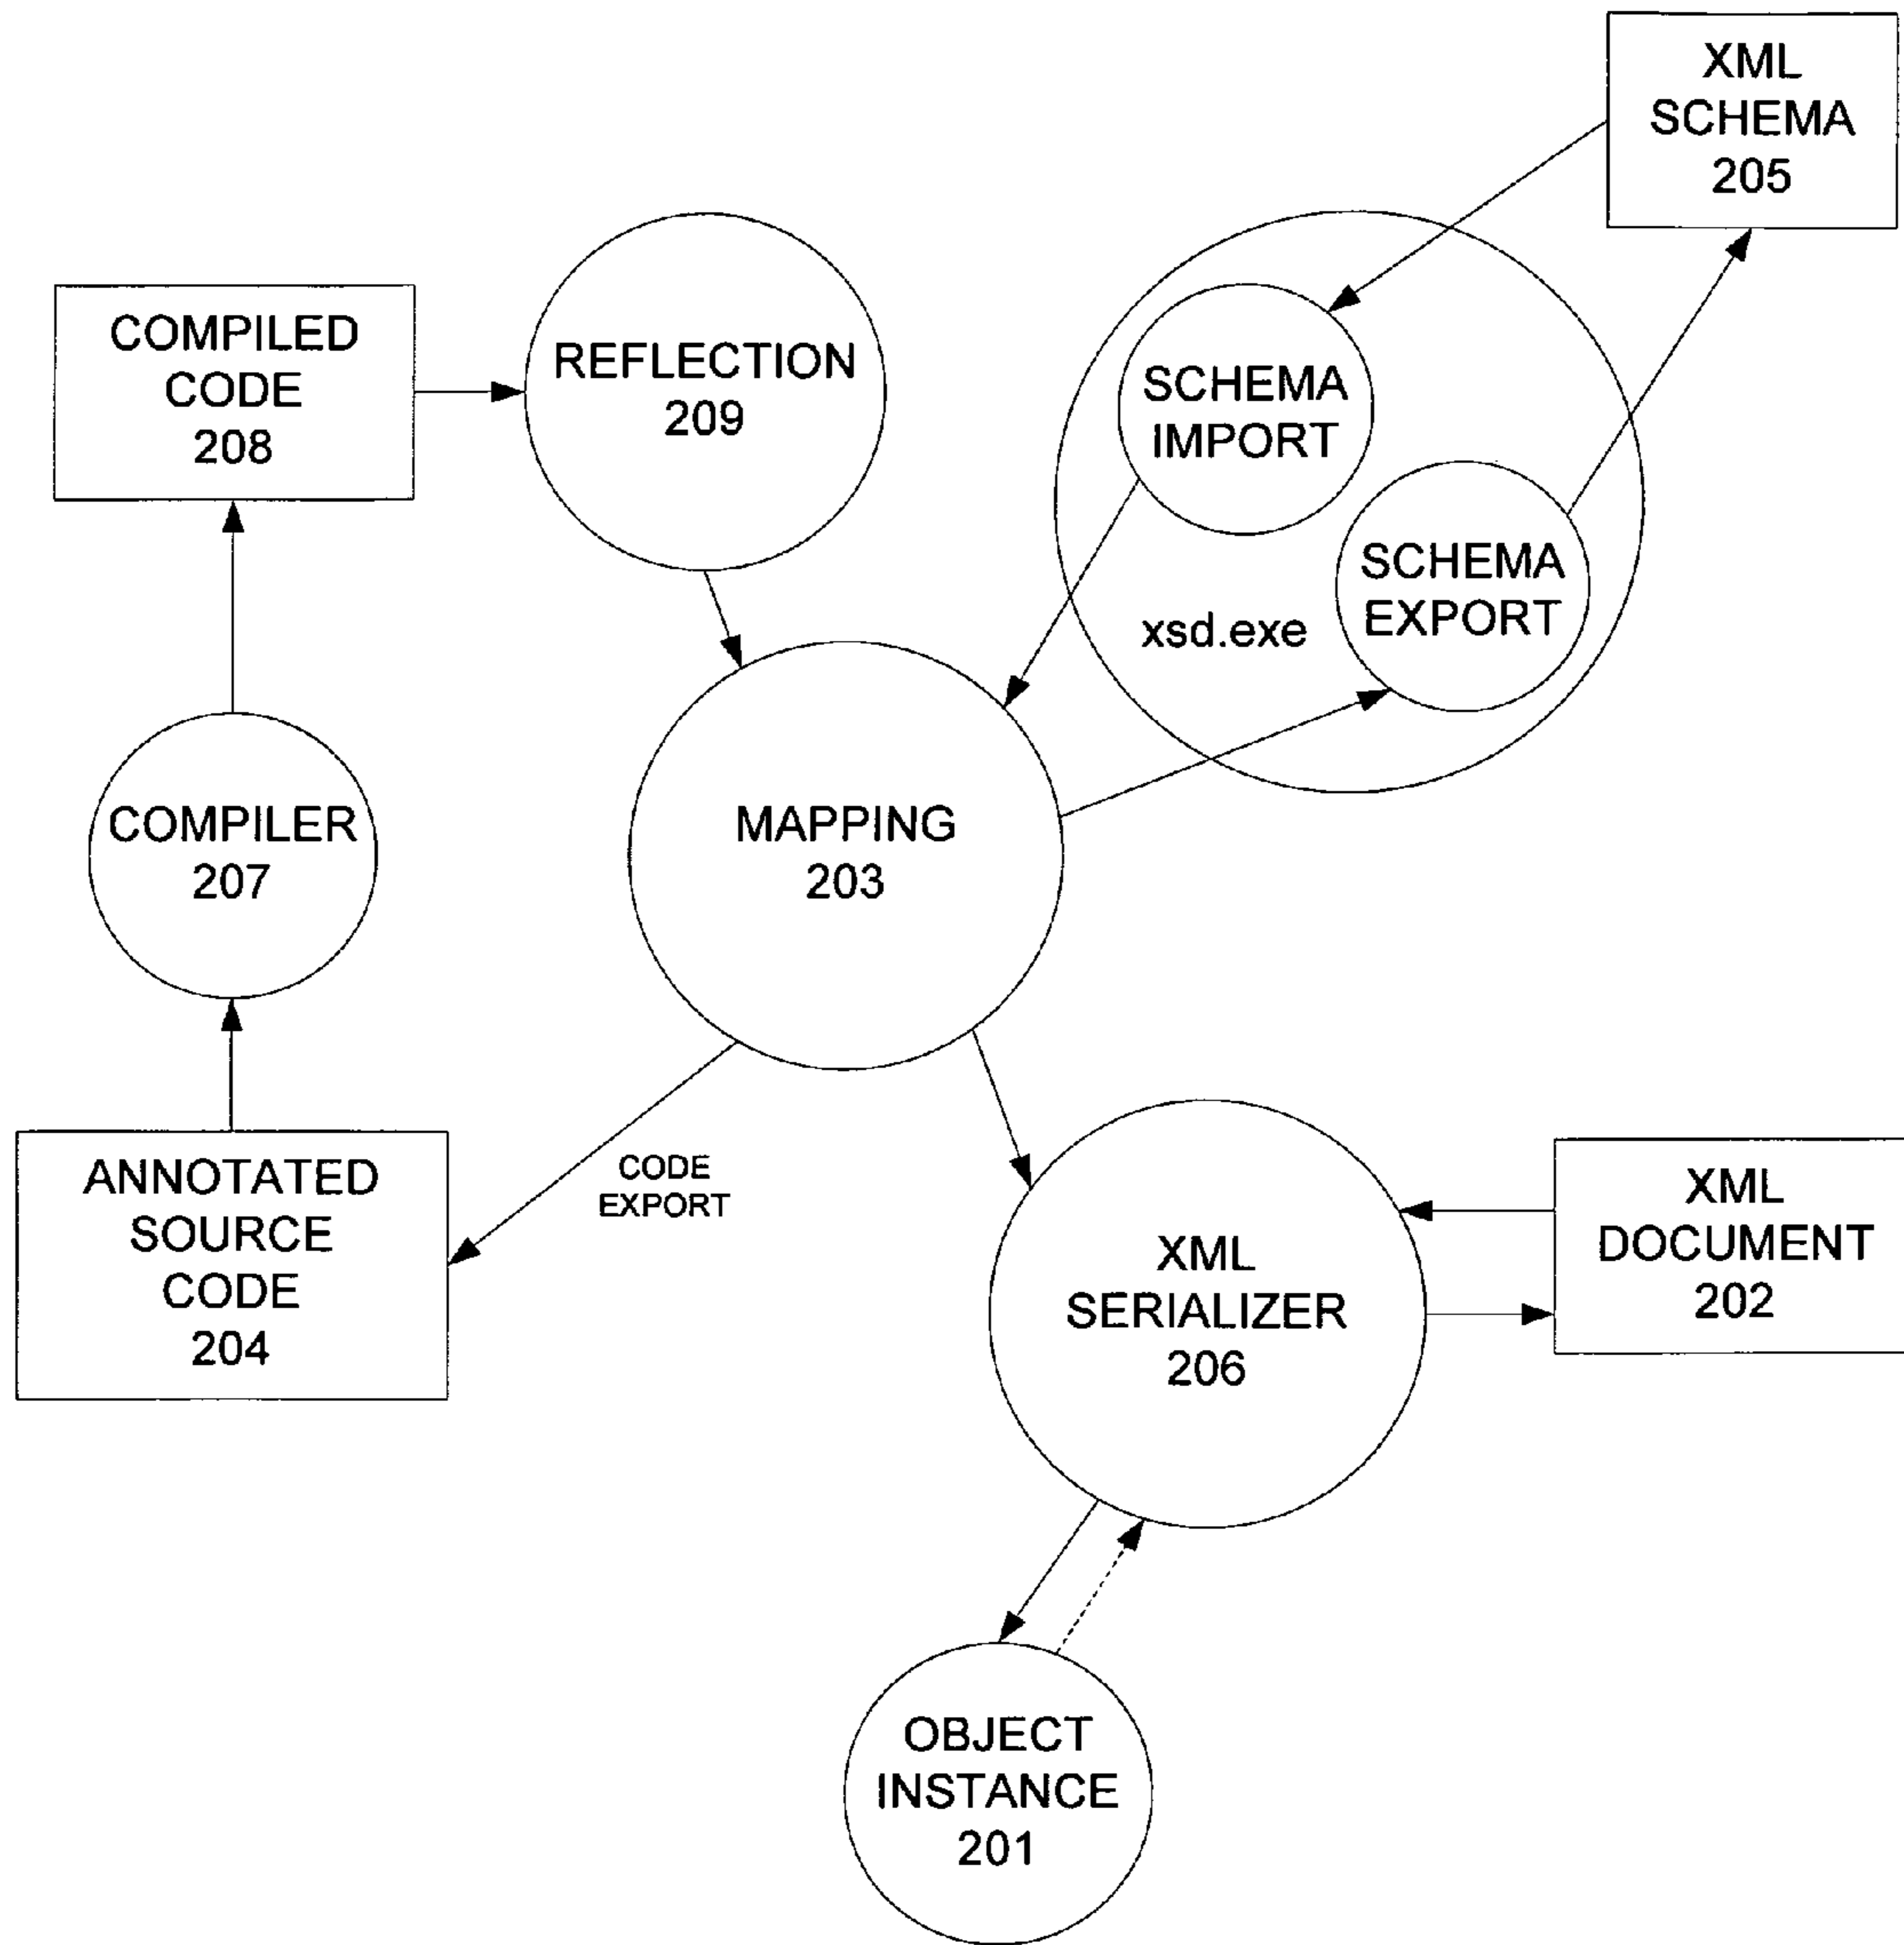 XML
SCHEMA
205
COMPILED
CODE
208
REFLECTION
209
SCHEMA
IMPORT
SCHEMA
EXPORT
xsd.exe
COMPILER
207
MAPPING
203
ANNOTATED
SOURCE
CODE
204
CODE
EXPORT
XML
SERIALIZER
206
XML
DOCUMENT
202
OBJECT
INSTANCE
201